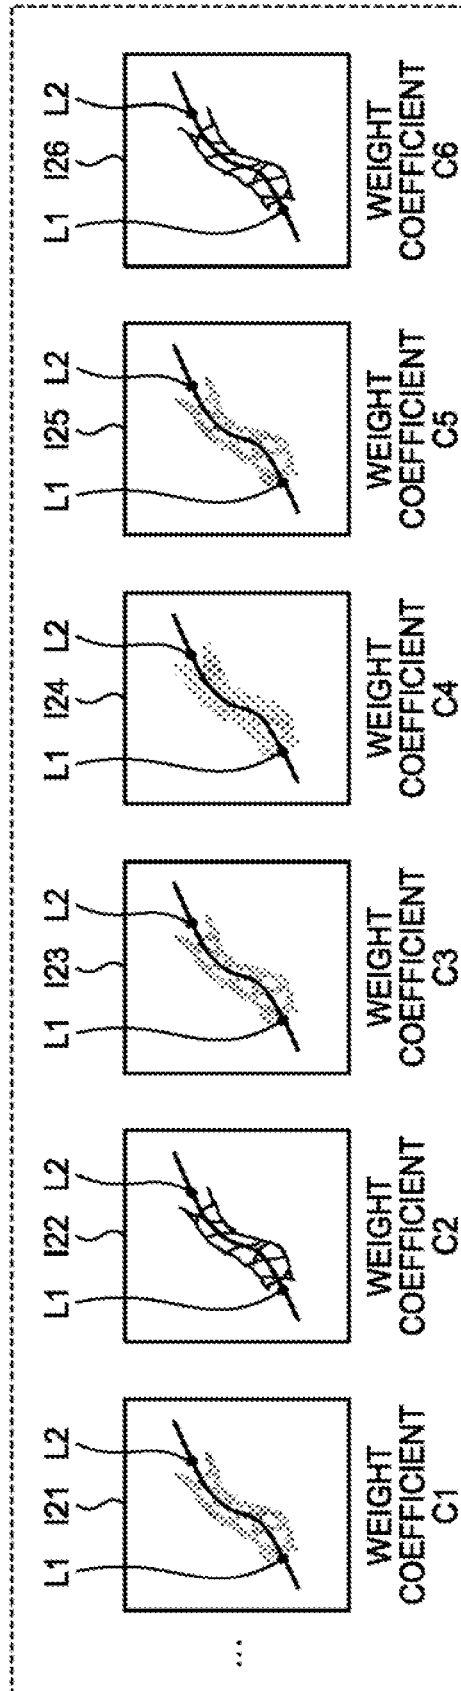 L1 I21 L2
WEIGHT
COEFFICIENT
C1
L1 I22 L2
WEIGHT
COEFFICIENT
C2
L1 I23 L2
WEIGHT
COEFFICIENT
C3
L1 I24 L2
WEIGHT
COEFFICIENT
C4
L1 I25 L2
WEIGHT
COEFFICIENT
C5
L1 I26 L2
WEIGHT
COEFFICIENT
C6
...